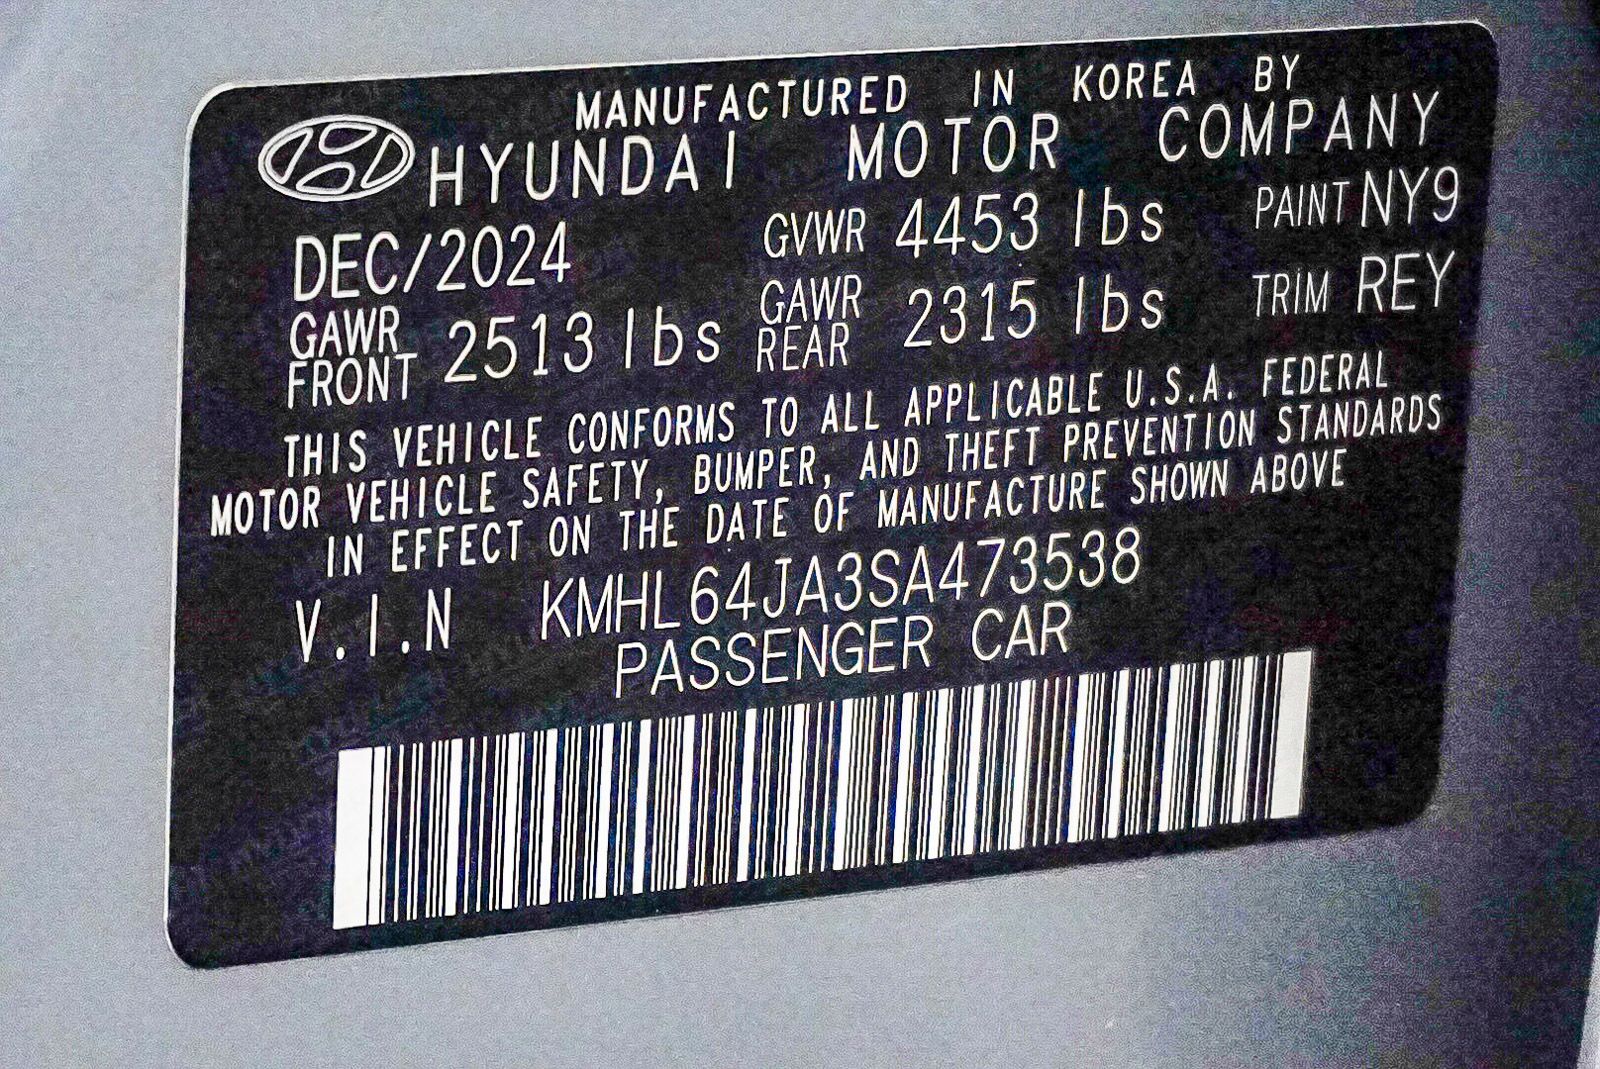 MANUFACTURED IN KOREA BY
HYUNDAI MOTOR COMPANY
DEC/2024 GVWR 4453 lbs PAINT NY9
GAWR FRONT 2513 lbs GAWR REAR 2315 lbs TRIM REY
THIS VEHICLE CONFORMS TO ALL APPLICABLE U.S.A. FEDERAL
MOTOR VEHICLE SAFETY, BUMPER, AND THEFT PREVENTION STANDARDS
IN EFFECT ON THE DATE OF MANUFACTURE SHOWN ABOVE
V.I.N KMHL64JA3SA473538
PASSENGER CAR